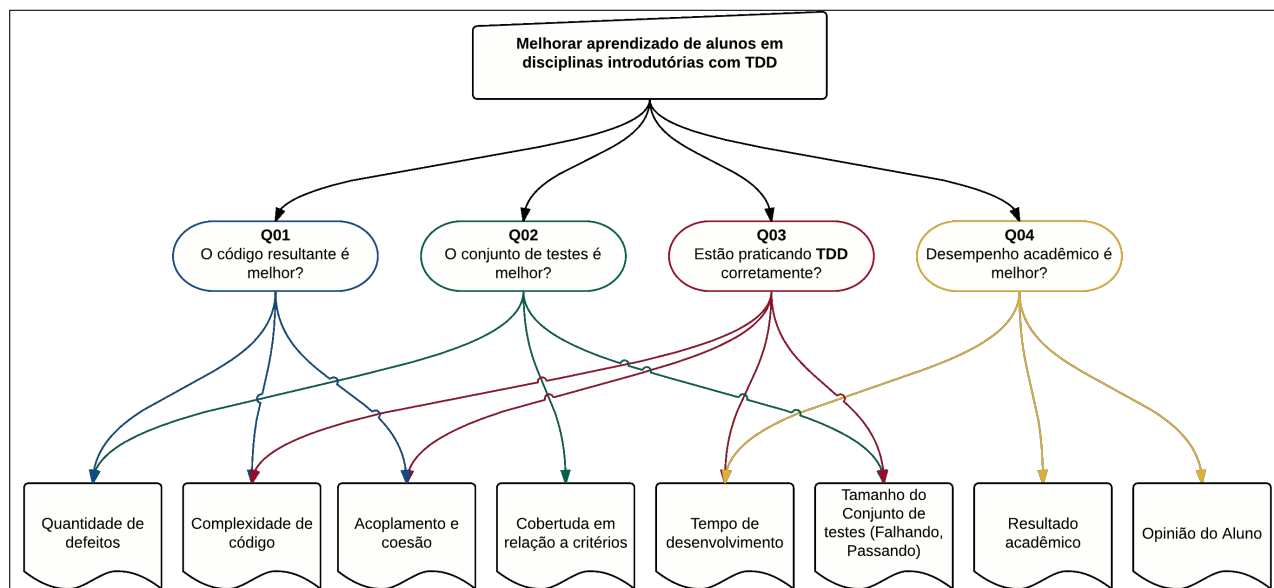 Melhorar aprendizado de alunos em
disciplinas introdutórias com TDD
Q01
O código resultante é
melhor?
Q02
O conjunto de testes é
melhor?
Q03
Estão praticando TDD
corretamente?
Q04
Desempenho acadêmico é
melhor?
Quantidade de
defeitos
Complexidade de
código
Acoplamento e
coesão
Cobertuda em
relação a critérios
Tempo de
desenvolvimento
Tamanho do
Conjunto de
testes (Falhando,
Passando)
Resultado
acadêmico
Opinião do Aluno